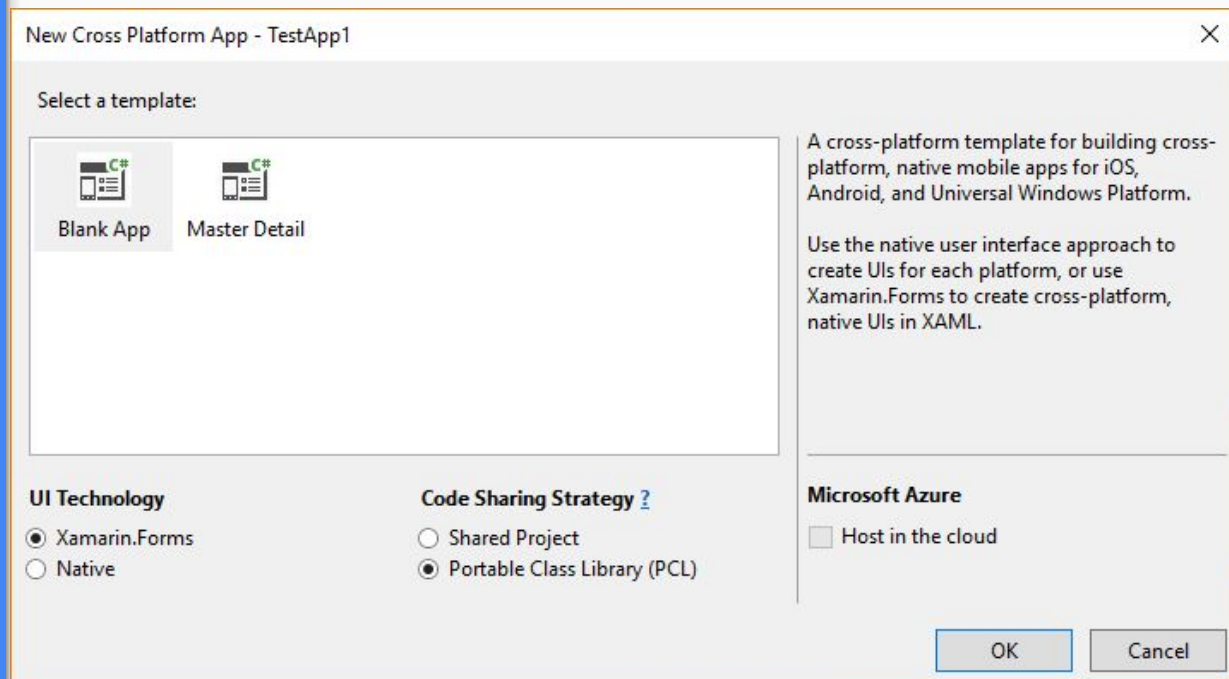 New Cross Platform App - TestApp1
Select a template:
C#
Blank App
C#
Master Detail
A cross-platform template for building cross-
platform, native mobile apps for iOS,
Android, and Universal Windows Platform.
Use the native user interface approach to
create UIs for each platform, or use
Xamarin.Forms to create cross-platform,
native UIs in XAML.
UI Technology
Xamarin.Forms
Native
Code Sharing Strategy ?
Shared Project
Portable Class Library (PCL)
Microsoft Azure
Host in the cloud
OK
Cancel